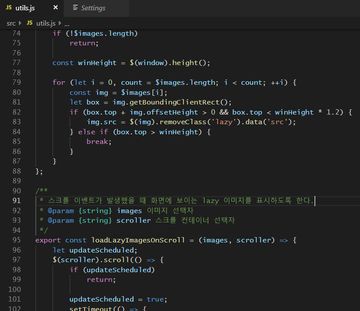 utils.js × Settings
src > JS utils.js > ...
74 if (!$images.length)
75 return;
76
77 const winHeight = $(window).height();
78
79 for (let i = 0, count = $images.length; i < count; ++i) {
80 const img = $images[i];
81 let box = img.getBoundingClientRect();
82 if (box.top + img.offsetHeight > 0 && box.top < winHeight * 1.2) {
83 img.src = $(img).removeClass('lazy').data('src');
84 } else if (box.top > winHeight) {
85 break;
86 }
87 }
88 };
89
90 /**
91 * 스크롤 이벤트가 발생했을 때 화면에 보이는 lazy 이미지를 표시하도록 한다.
92 * @param {string} images 이미지 선택자
93 * @param {string} scroller 스크롤 컨테이너 선택자
94 */
95 export const loadLazyImagesOnScroll = (images, scroller) => {
96 let updateScheduled;
97 $(scroller).scroll(() => {
98 if (updateScheduled)
99 return;
100
101 updateScheduled = true;
102 setTimeout(() => {